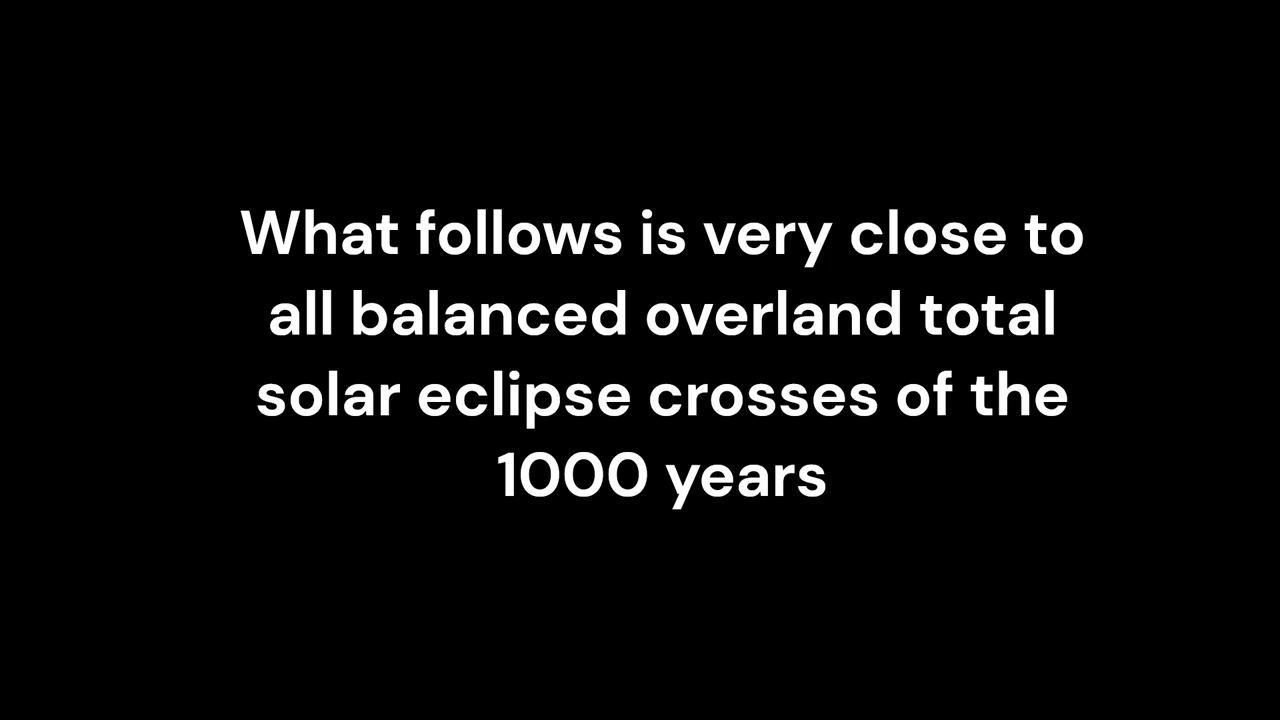 What follows is very close to
all balanced overland total
solar eclipse crosses of the
1000 years